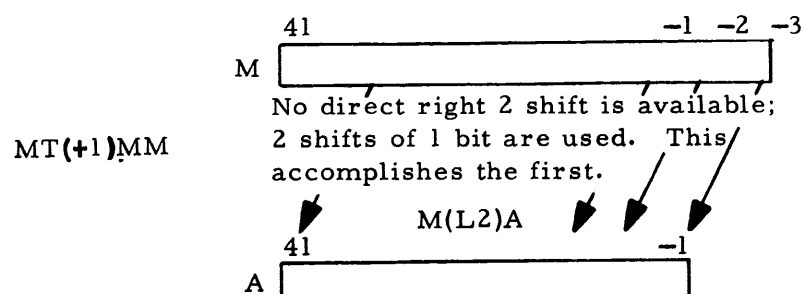 41 −1 −2 −3
M
No direct right 2 shift is available;
MT(+1)MM 2 shifts of 1 bit are used. This
accomplishes the first.
M(L2)A
41 −1
A